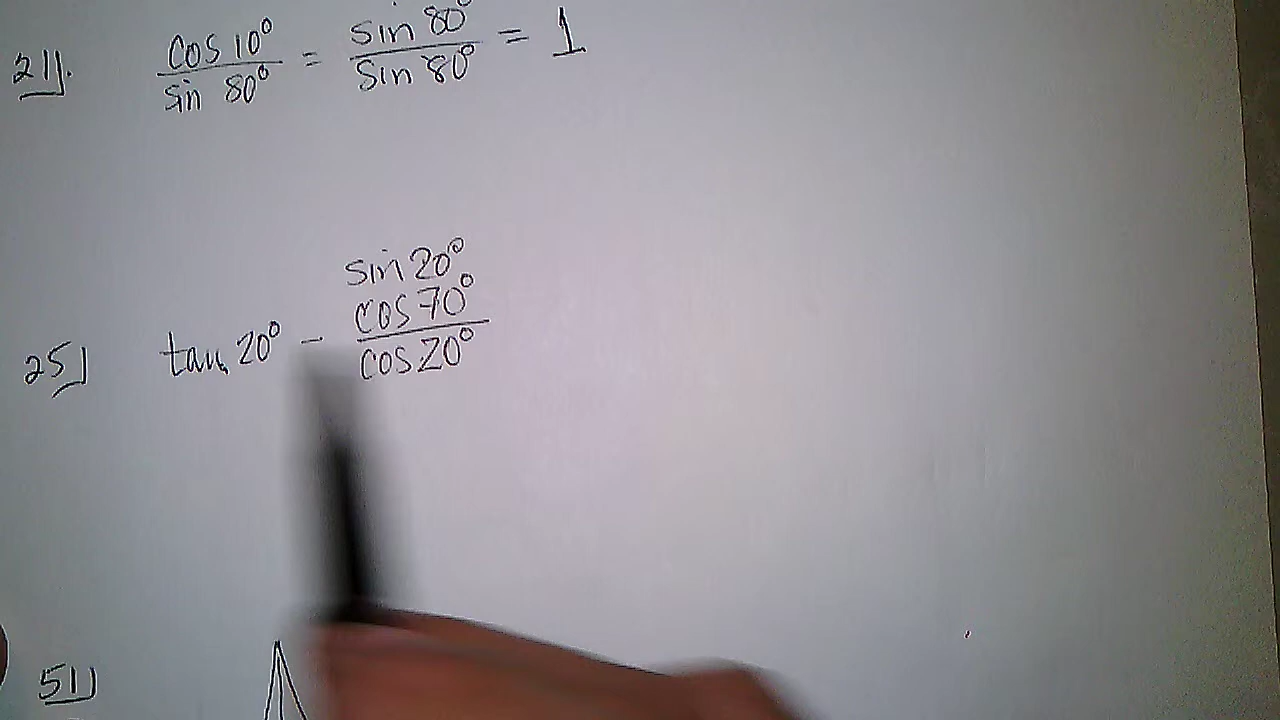 21). cos 10° / sin 80° = sin 80° / sin 80° = 1
sin 20°
25) tan 20° - cos 70° / cos 20°
51)